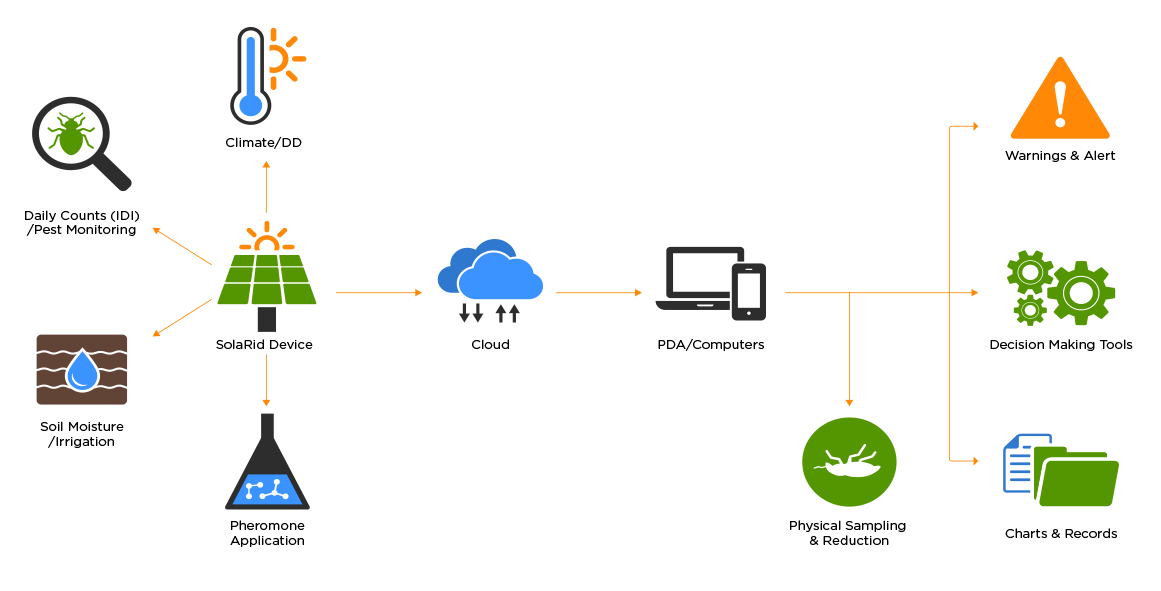 Climate/DD
Daily Counts (IDI)
/Pest Monitoring
SolaRid Device
Soil Moisture
/Irrigation
Pheromone
Application
Cloud
PDA/Computers
Physical Sampling
& Reduction
Warnings & Alert
Decision Making Tools
Charts & Records